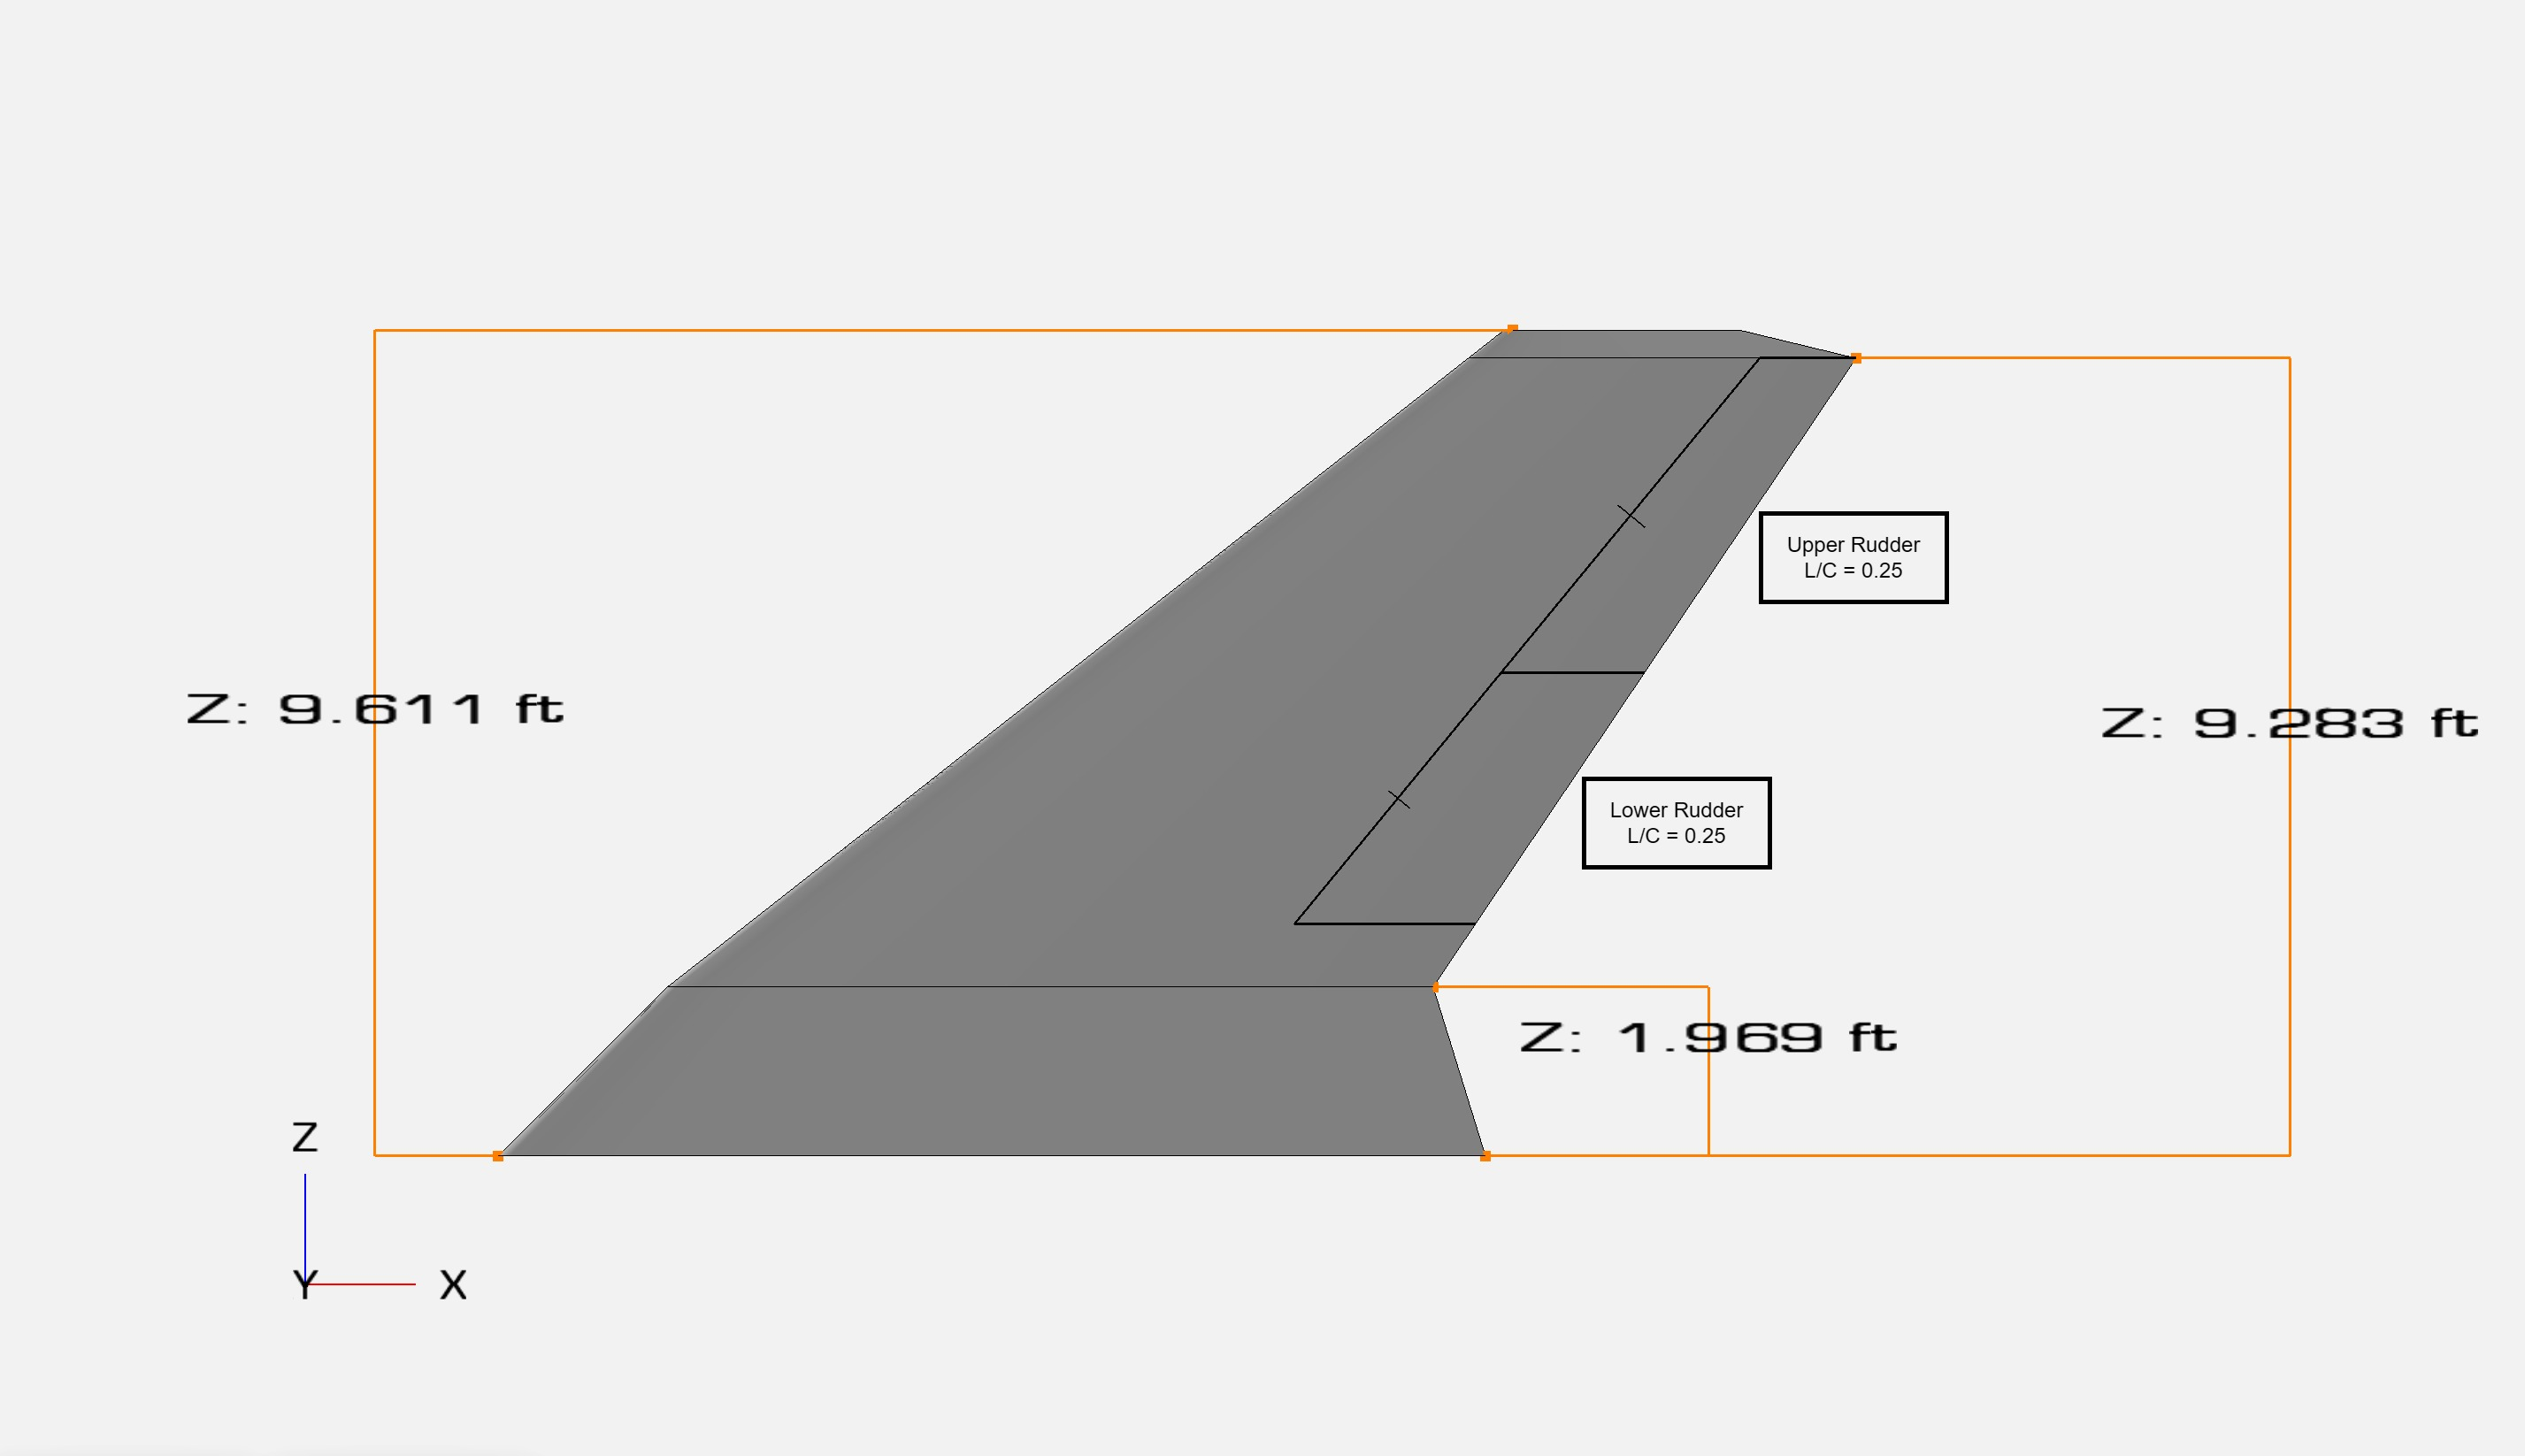 Upper Rudder
L/C = 0.25
Z: 9.611 ft
Z: 9.283 ft
Lower Rudder
L/C = 0.25
Z: 1.969 ft
Z
Y
X